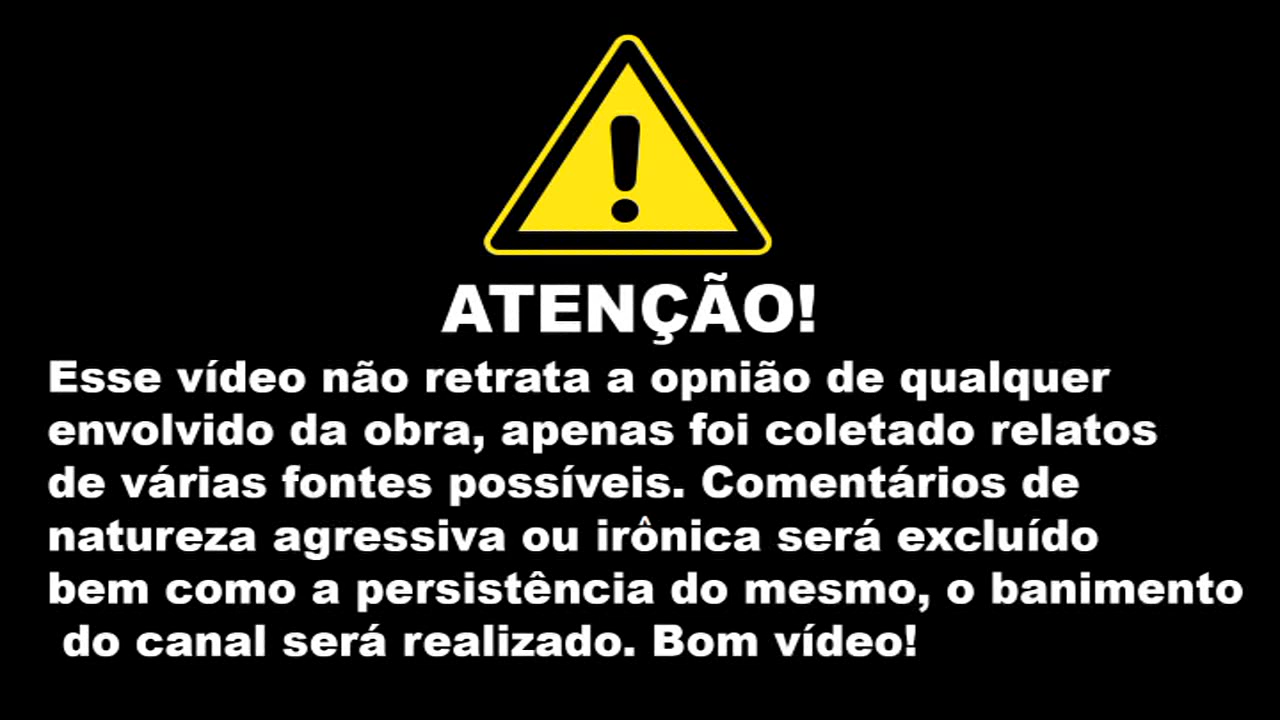 ATENÇÃO!
Esse vídeo não retrata a opnião de qualquer
envolvido da obra, apenas foi coletado relatos
de várias fontes possíveis. Comentários de
natureza agressiva ou irônica será excluído
bem como a persistência do mesmo, o banimento
do canal será realizado. Bom vídeo!